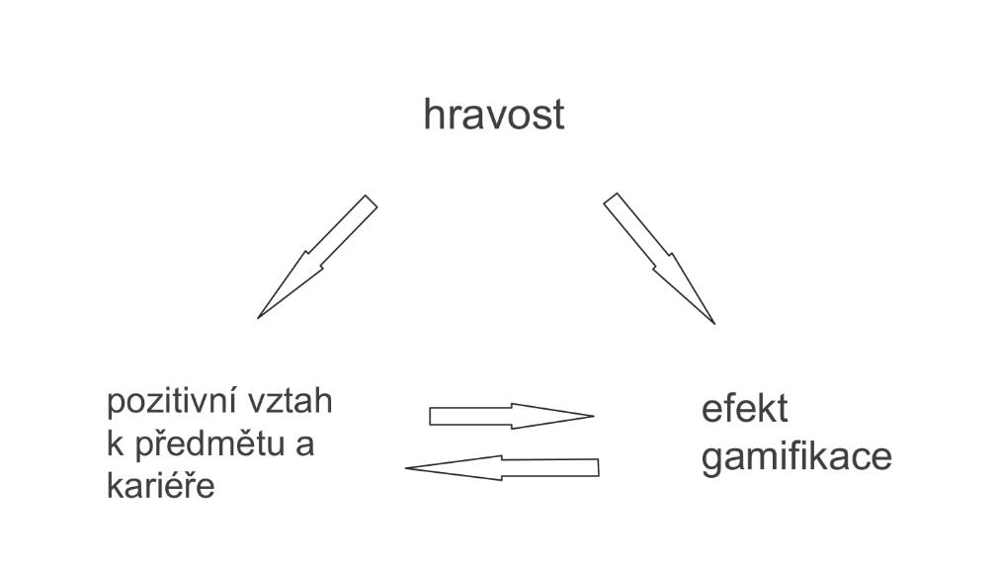 hravost
pozitivní vztah
k předmětu a
kariéře
efekt
gamifikace